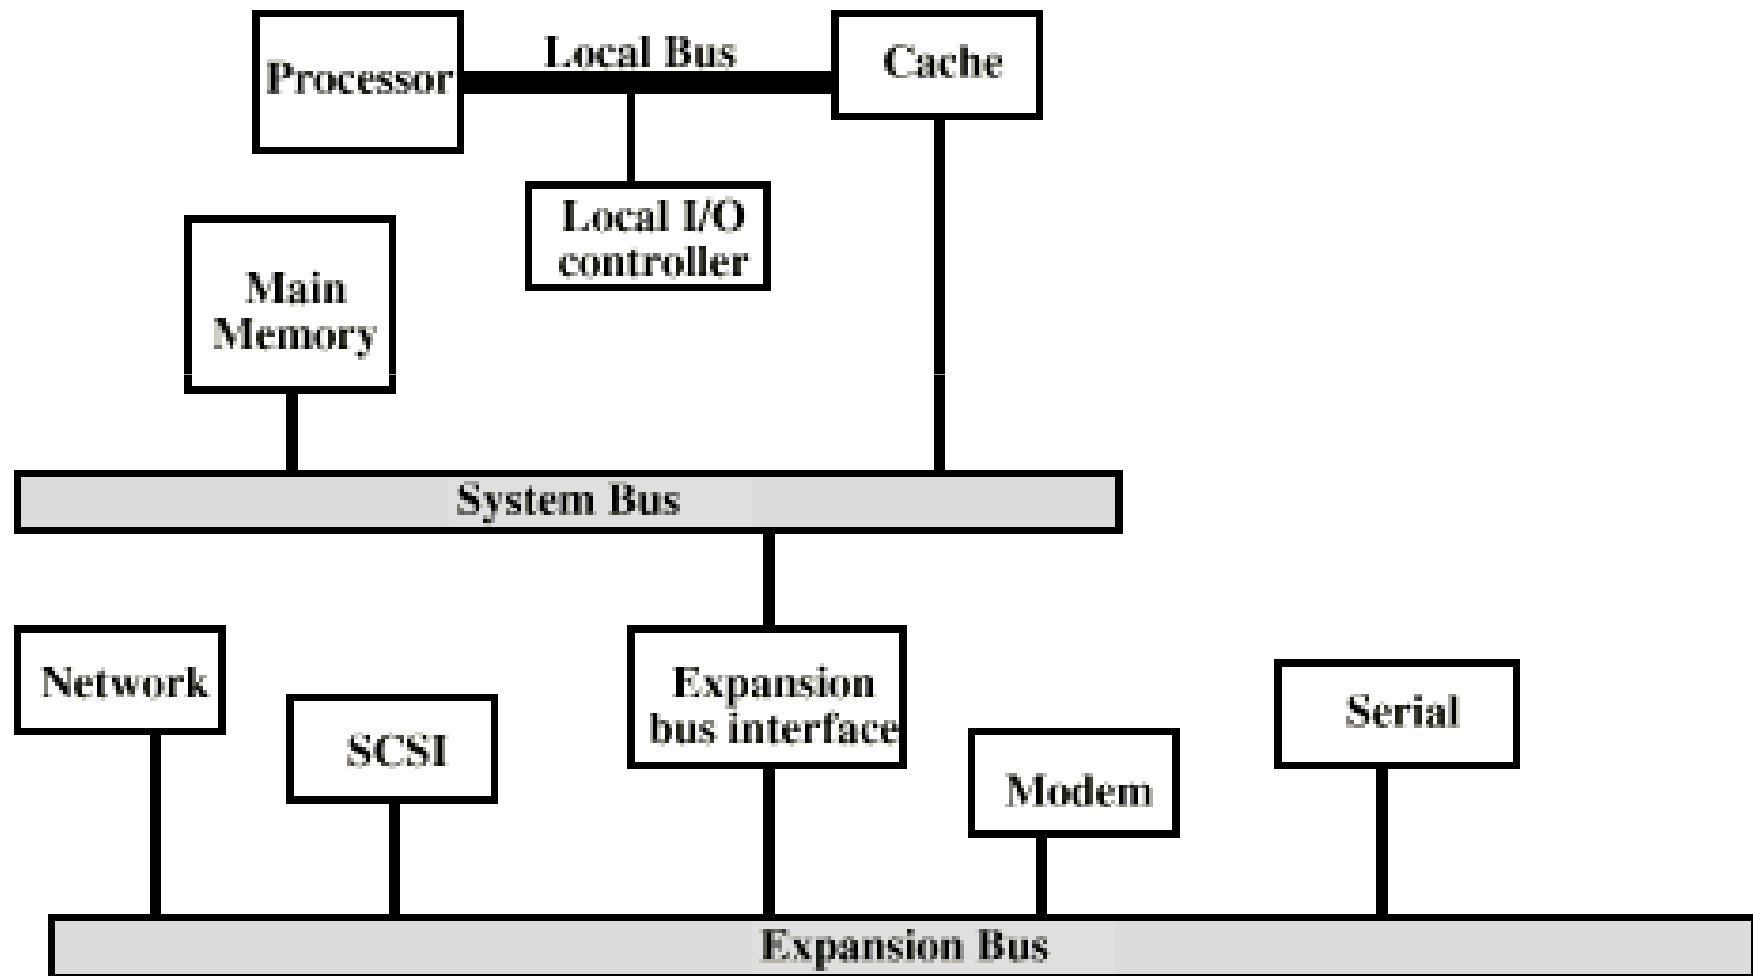 Processor
Local Bus
Cache
Local I/O
controller
Main
Memory
System Bus
Network
SCSI
Expansion
bus interface
Modem
Serial
Expansion Bus